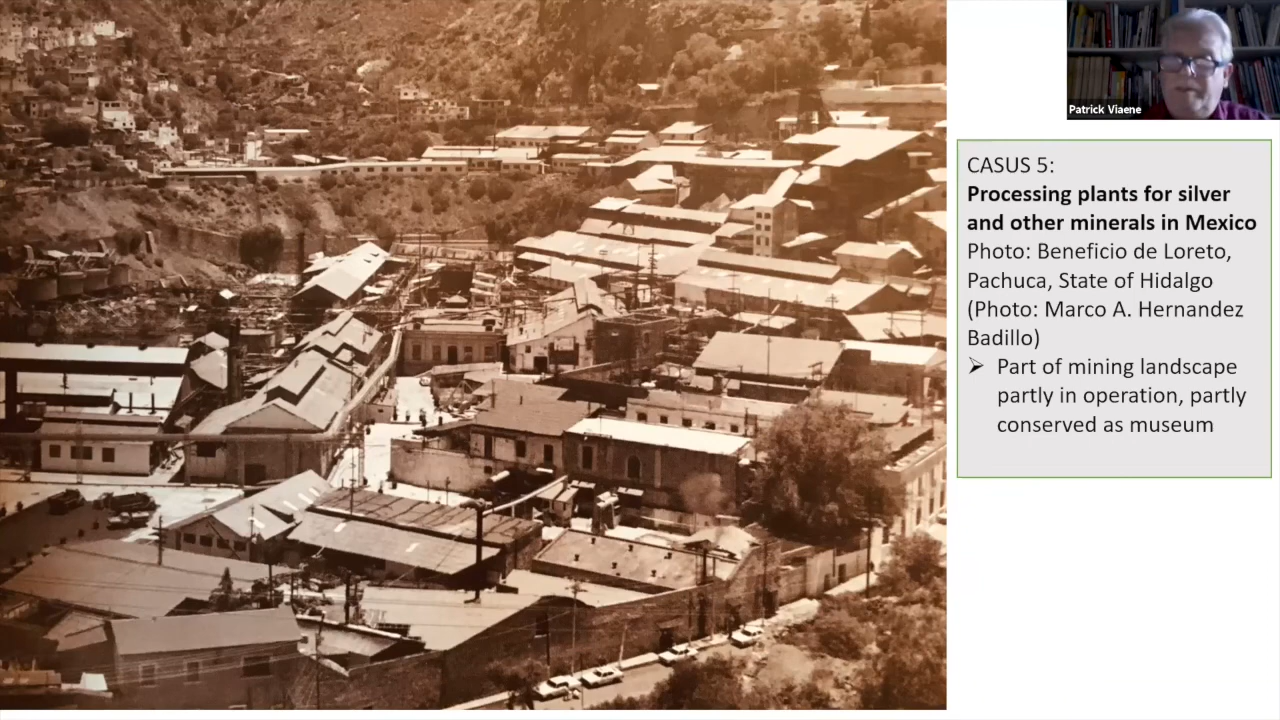 Patrick Viaene
CASUS 5:
Processing plants for silver
and other minerals in Mexico
Photo: Beneficio de Loreto,
Pachuca, State of Hidalgo
(Photo: Marco A. Hernandez
Badillo)
➢ Part of mining landscape
partly in operation, partly
conserved as museum